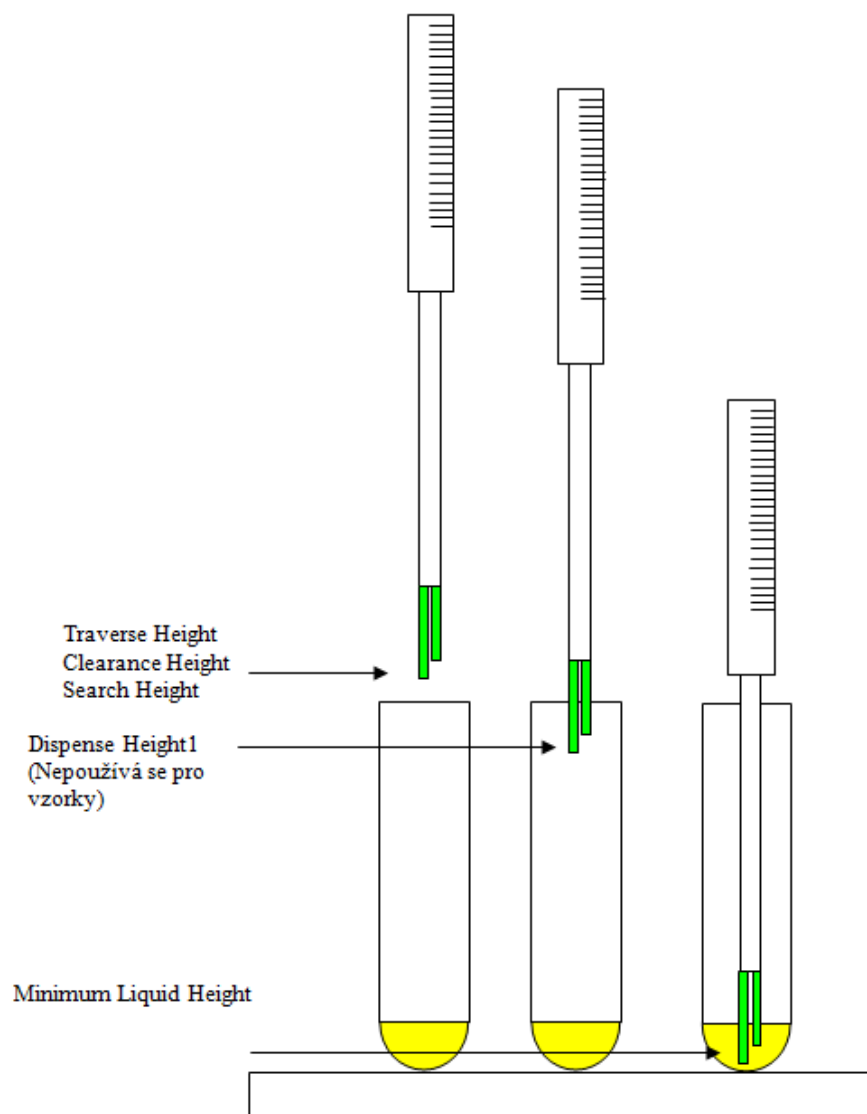 Traverse Height
Clearance Height
Search Height
Dispense Height1
(Nepoužívá se pro
vzorky)
Minimum Liquid Height